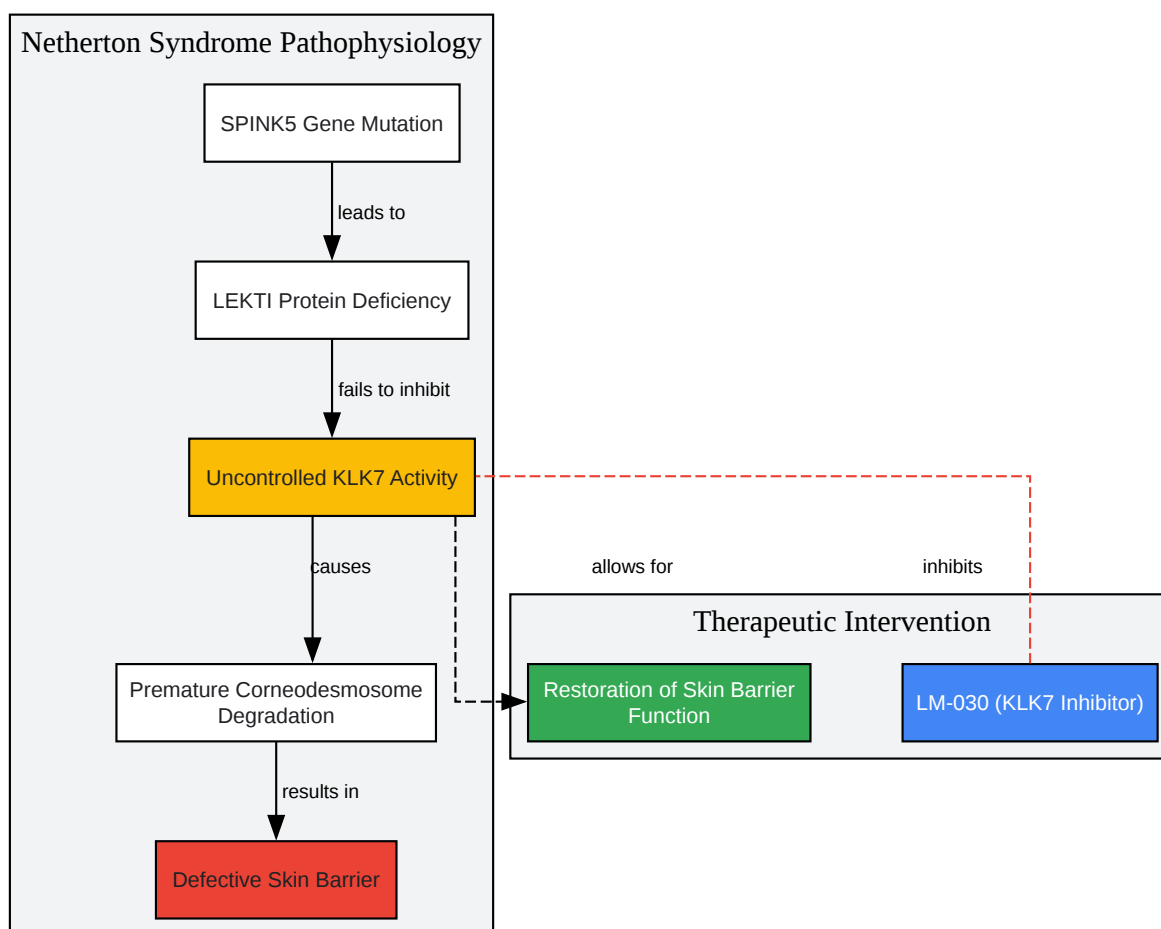 Netherton Syndrome Pathophysiology
SPINK5 Gene Mutation
leads to
LEKTI Protein Deficiency
fails to inhibit
Uncontrolled KLK7 Activity
causes
allows for
inhibits
Therapeutic Intervention
Premature Corneodesmosome
Degradation
Restoration of Skin Barrier
Function
LM-030 (KLK7 Inhibitor)
results in
Defective Skin Barrier